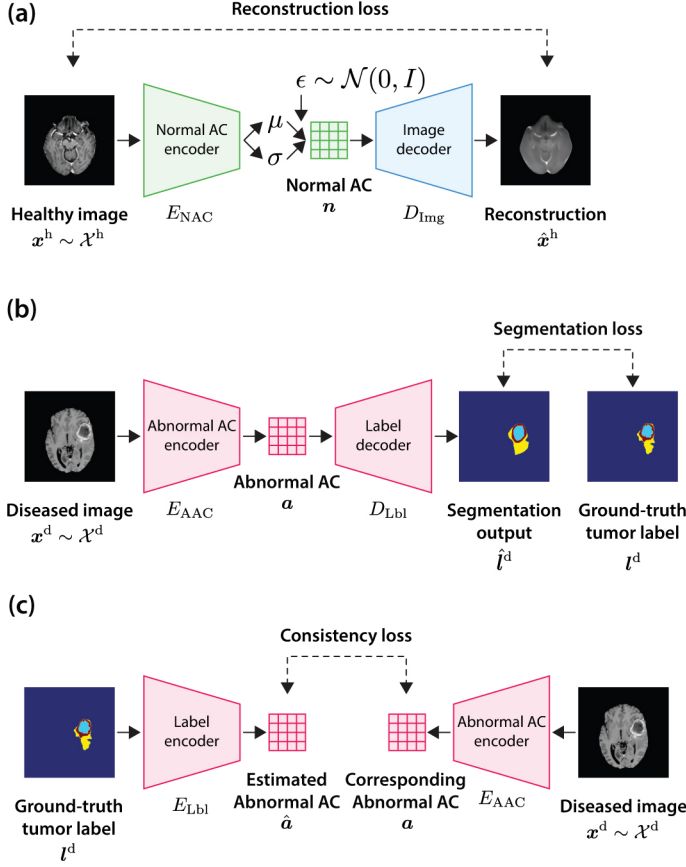 (a)
Reconstruction loss
ϵ ∼ 𝒩(0, I)
Normal AC
encoder
μ
σ
Image
decoder
Healthy image
x^h ∼ 𝒳^h
E_NAC
Normal AC
n
D_Img
Reconstruction
x̂^h
(b)
Segmentation loss
Abnormal AC
encoder
Label
decoder
Diseased image
x^d ∼ 𝒳^d
E_AAC
Abnormal AC
a
D_Lbl
Segmentation
output
l̂^d
Ground-truth
tumor label
l^d
(c)
Consistency loss
Label
encoder
Abnormal AC
encoder
Ground-truth
tumor label
l^d
E_Lbl
Estimated
Abnormal AC
â
Corresponding
Abnormal AC
a
E_AAC
Diseased image
x^d ∼ 𝒳^d